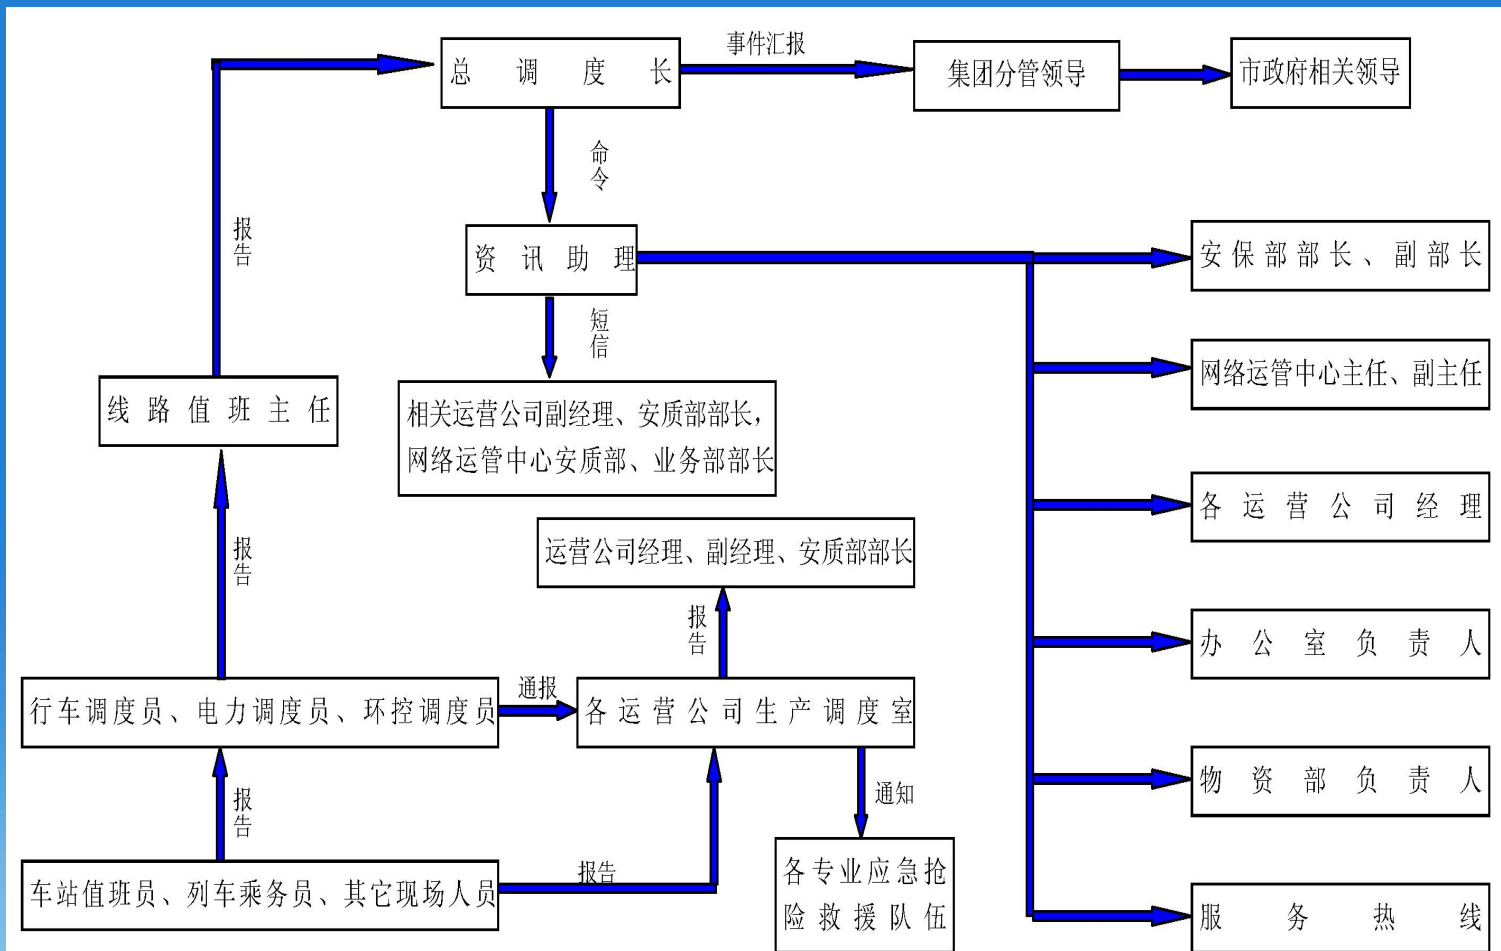 总调度长
事件汇报
集团分管领导
市政府相关领导
命令
报告
资讯助理
安保部部长、副部长
短信
网络运管中心主任、副主任
线路值班主任
相关运营公司副经理、安质部部长，
网络运管中心安质部、业务部部长
各运营公司经理
运营公司经理、副经理、安质部部长
报告
报告
办公室负责人
行车调度员、电力调度员、环控调度员
通报
各运营公司生产调度室
报告
通知
物资部负责人
车站值班员、列车乘务员、其它现场人员
报告
各专业应急抢
险救援队伍
服务热线